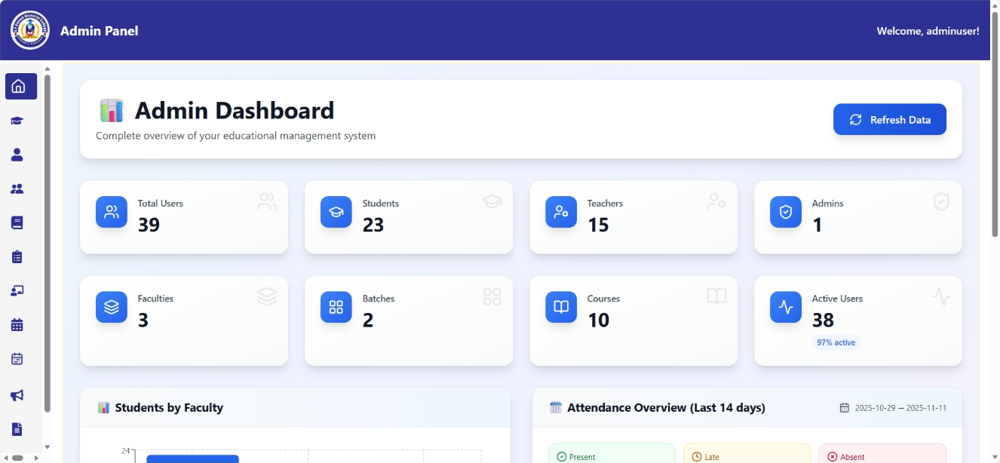 Admin Panel
Welcome, adminuser!
Admin Dashboard
Complete overview of your educational management system
Refresh Data
Total Users
39
Students
23
Teachers
15
Admins
1
Faculties
3
Batches
2
Courses
10
Active Users
38
97% active
Students by Faculty
24
Attendance Overview (Last 14 days)
2025-10-29 → 2025-11-11
Present
Late
Absent